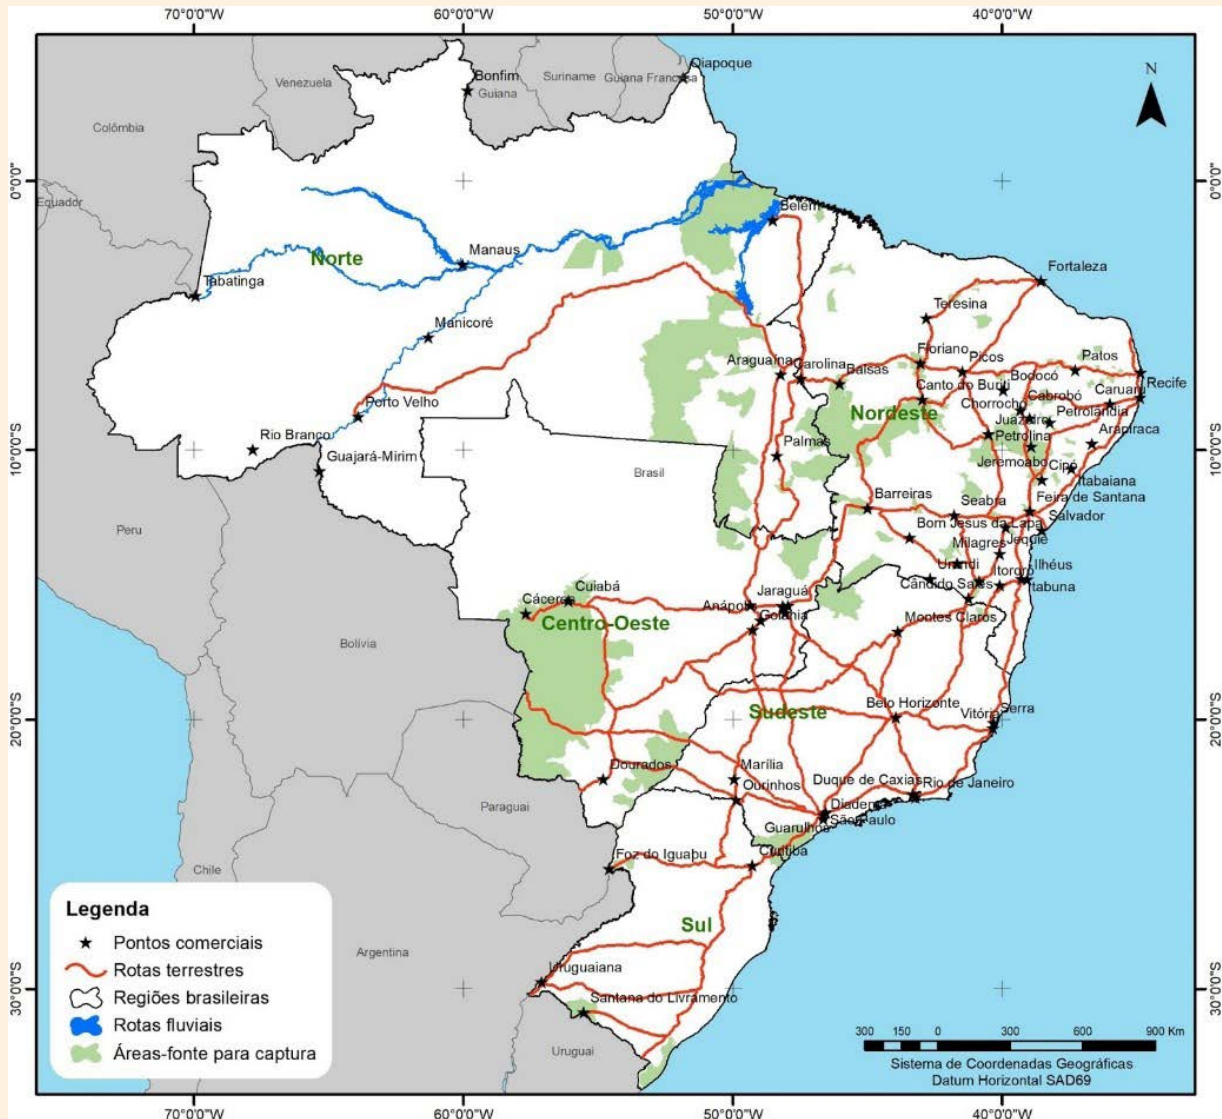 70°0'0"W 60°0'0"W 50°0'0"W 40°0'0"W
0°0'0"
10°0'0"S
20°0'0"S
30°0'0"S
0°0'0"
10°0'0"S
20°0'0"S
30°0'0"S
N
Oiapoque
Bonfim
Venezuela
Suriname
Guiana Francesa
Guiana
Colômbia
Equador
Belém
Manaus
Norte
Tabatinga
Fortaleza
Teresina
Manicoré
Floriano
Picos
Patos
Araguaína
Carolina
Balsas
Bodocó
Recife
Canto do Buriti
Caruaru
Porto Velho
Nordeste
Chorrochó
Cabrobó
Petrolândia
Juazeiro
Arapiraca
Rio Branco
Petrolina
Palmas
Guajará-Mirim
Jeremoabo
Cipó
Brasil
Itabaiana
Barreiras
Seabra
Feira de Santana
Salvador
Peru
Bom Jesus da Lapa
Milagres
Jequié
Urandi
Ilhéus
Itororó
Cuiabá
Cândido Sales
Itabuna
Cáceres
Jaraguá
Anápolis
Goiânia
Montes Claros
Centro-Oeste
Bolívia
Belo Horizonte
Serra
Sudeste
Vitória
Dourados
Marília
Duque de Caxias
Rio de Janeiro
Ourinhos
Paraguai
Diadema
São Paulo
Guarulhos
Foz do Iguaþu
Curitiba
Chile
Sul
Argentina
Uruguaiana
Santana do Livramento
Uruguai
Legenda
Pontos comerciais
Rotas terrestres
Regiões brasileiras
Rotas fluviais
Áreas-fonte para captura
300 150 0 300 600 900 Km
Sistema de Coordenadas Geográficas
Datum Horizontal SAD69
70°0'0"W 60°0'0"W 50°0'0"W 40°0'0"W